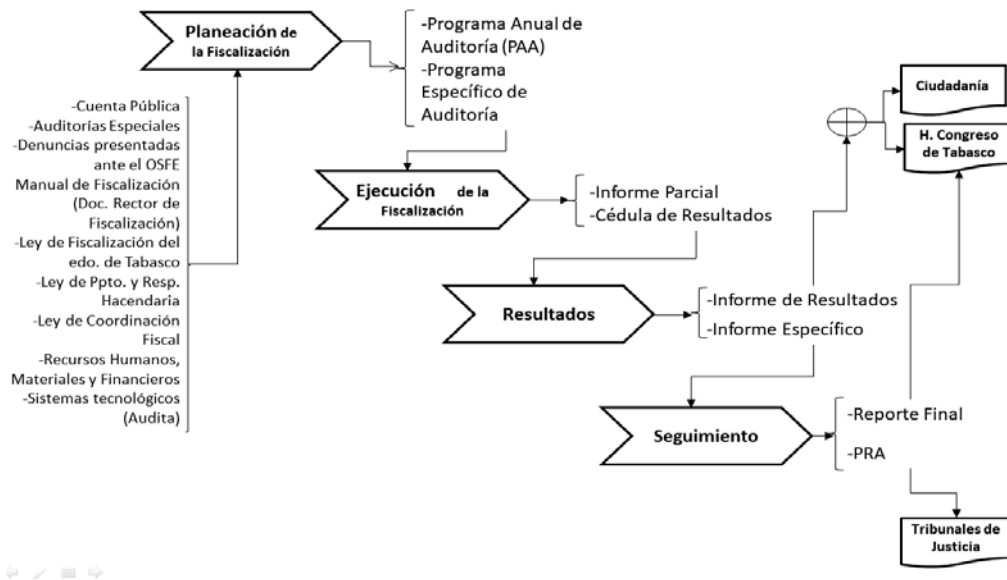 Planeación de
la Fiscalización
-Programa Anual de
Auditoría (PAA)
-Programa
Específico de
Auditoría
-Cuenta Pública
-Auditorías Especiales
-Denuncias presentadas
ante el OSFE
Manual de Fiscalización
(Doc. Rector de
Fiscalización)
-Ley de Fiscalización del
edo. de Tabasco
-Ley de Ppto. y Resp.
Hacendaria
-Ley de Coordinación
Fiscal
-Recursos Humanos,
Materiales y Financieros
-Sistemas tecnológicos
(Audita)
Ejecución de la
Fiscalización
-Informe Parcial
-Cédula de Resultados
Resultados
-Informe de Resultados
-Informe Específico
Seguimiento
-Reporte Final
-PRA
Ciudadanía
H. Congreso
de Tabasco
Tribunales de
Justicia